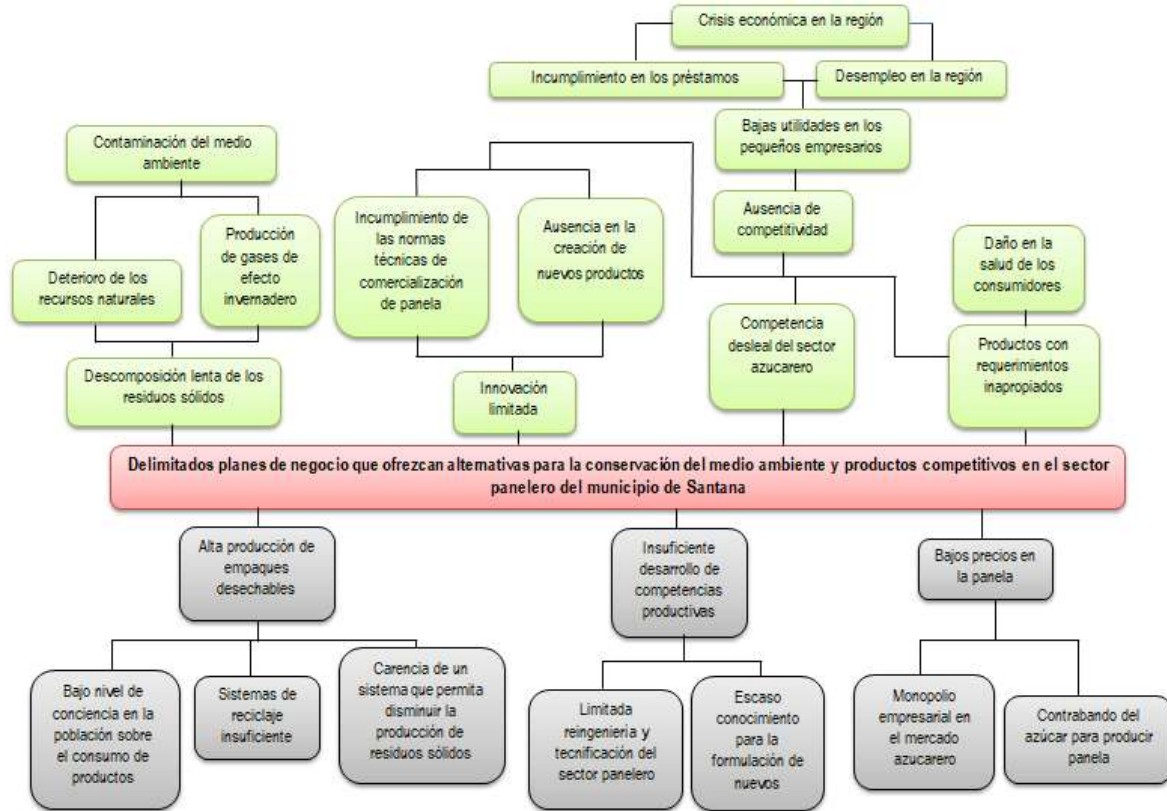 Crisis económica en la región
Incumplimiento en los préstamos
Desempleo en la región
Bajas utilidades en los
pequeños empresarios
Contaminación del medio
ambiente
Incumplimiento de
las normas
técnicas de
comercialización
de panela
Ausencia en la
creación de
nuevos productos
Ausencia de
competitividad
Producción
de gases de
efecto
invernadero
Daño en la
salud de los
consumidores
Deterioro de los
recursos naturales
Competencia
desleal del sector
azucarero
Productos con
requerimientos
inapropiados
Descomposición lenta de los
residuos sólidos
Innovación
limitada
Delimitados planes de negocio que ofrezcan alternativas para la conservación del medio ambiente y productos competitivos en el sector
panelero del municipio de Santana
Alta producción de
empaques
desechables
Insuficiente
desarrollo de
competencias
productivas
Bajos precios en
la panela
Bajo nivel de
conciencia en la
población sobre
el consumo de
productos
Sistemas de
reciclaje
insuficiente
Carencia de un
sistema que permita
disminuir la
producción de
residuos sólidos
Limitada
reingeniería y
tecnificación del
sector panelero
Escaso
conocimiento
para la
formulación de
nuevos
Monopolio
empresarial en
el mercado
azucarero
Contrabando del
azúcar para producir
panela